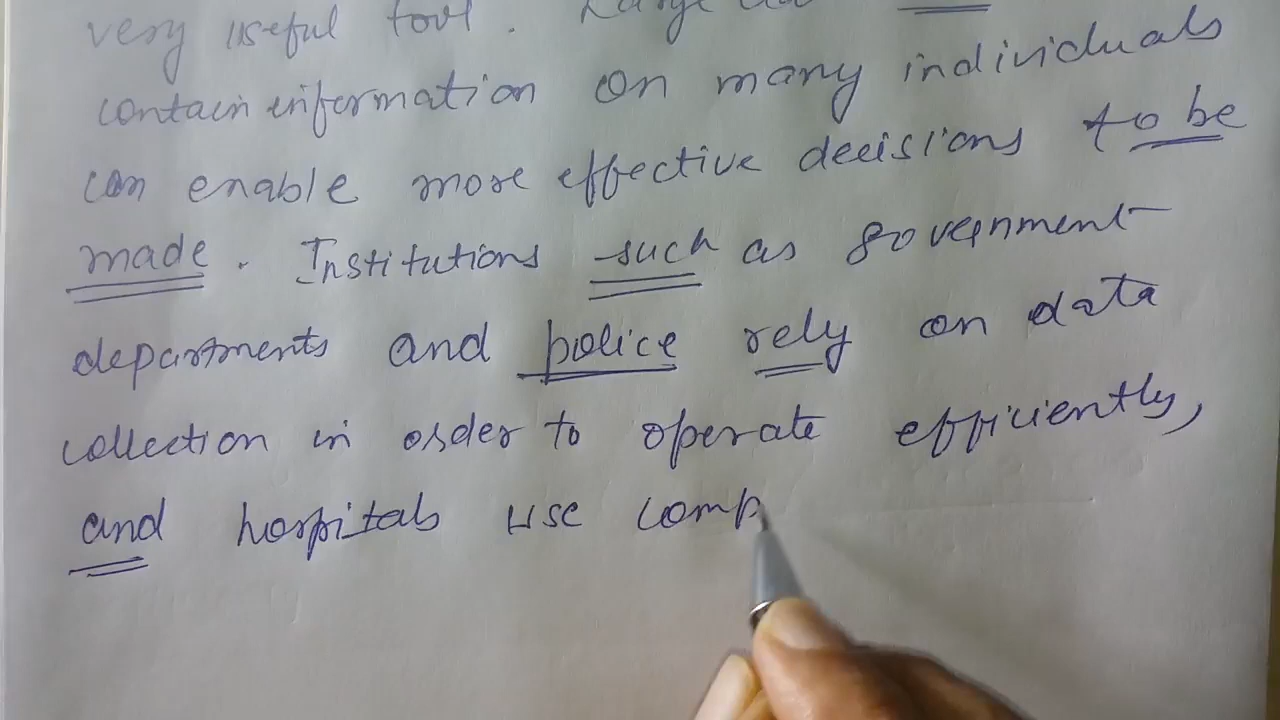 very useful tool. Large
contain information on many individuals
can enable more effective decisions to be
made. Institutions such as government
departments and police rely on data
collection in order to operate efficiently,
and hospitals use comp